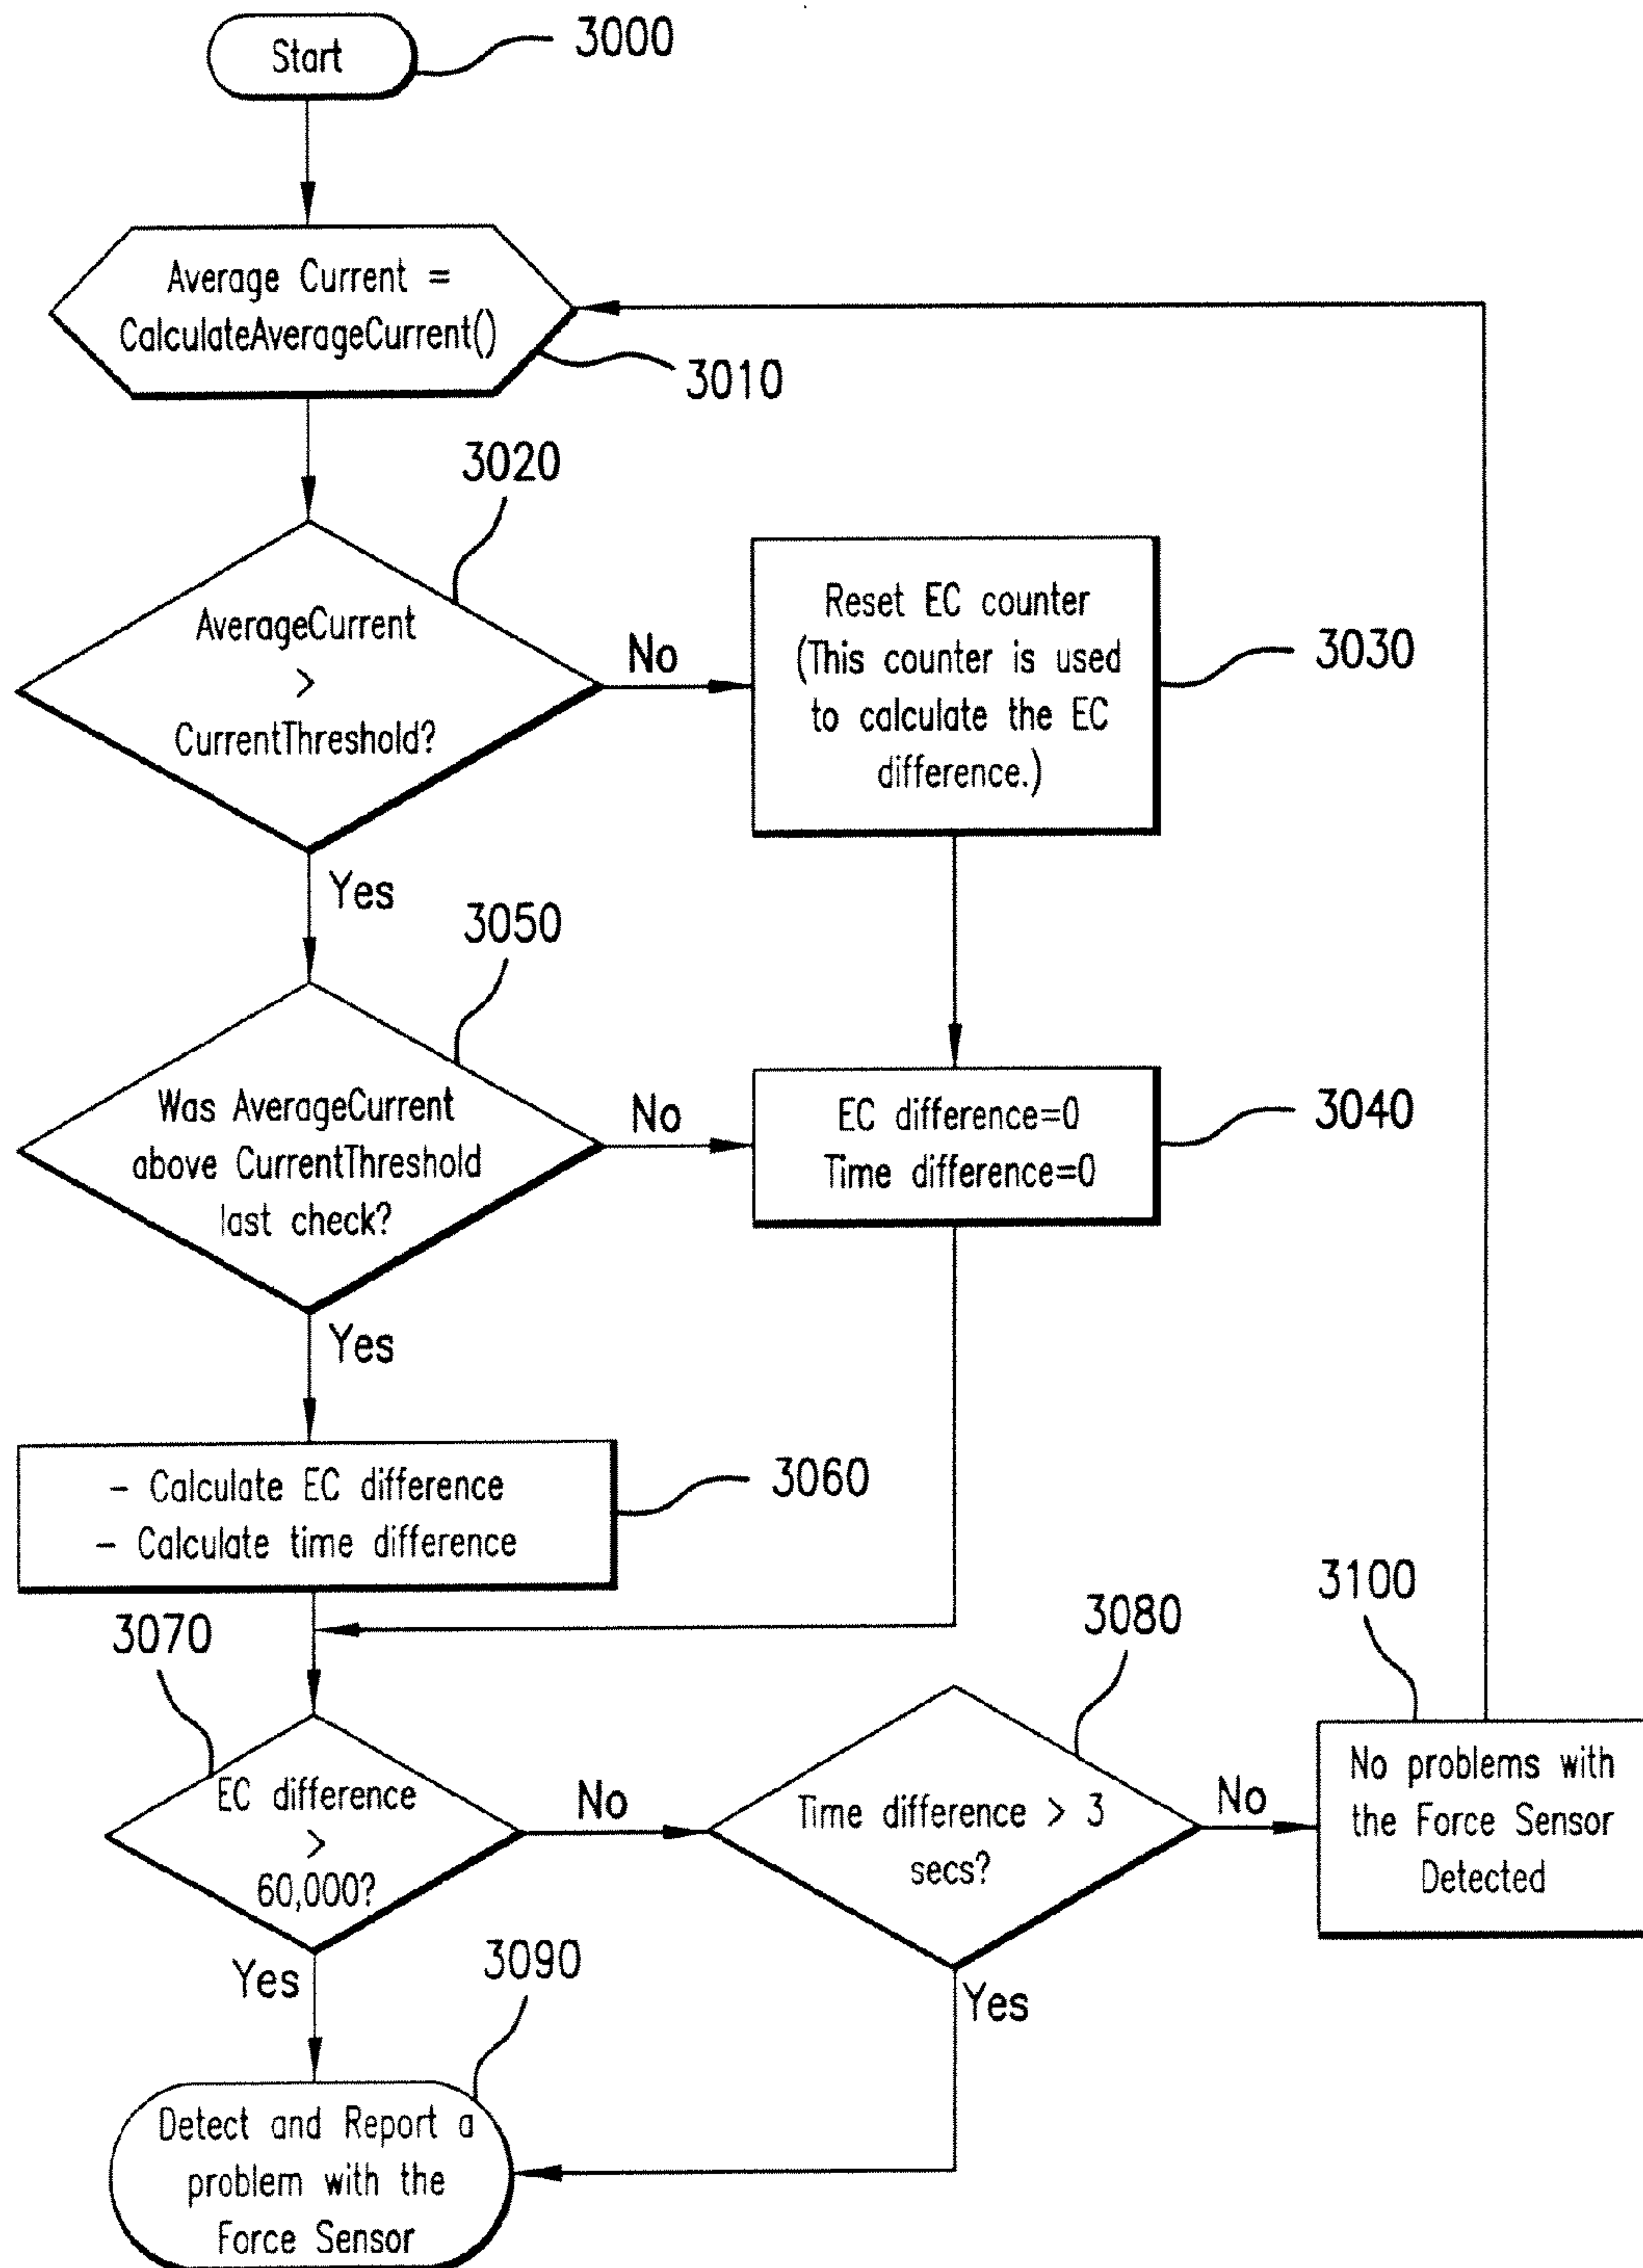 Start
3000
Average Current =
CalculateAverageCurrent()
3010
3020
AverageCurrent
>
CurrentThreshold?
No
Reset EC counter
(This counter is used
to calculate the EC
difference.)
3030
Yes
3050
Was AverageCurrent
above CurrentThreshold
last check?
No
EC difference=0
Time difference=0
3040
Yes
- Calculate EC difference
- Calculate time difference
3060
3070
EC difference
>
60,000?
No
3080
Time difference > 3
secs?
No
3100
No problems with
the Force Sensor
Detected
Yes
3090
Yes
Detect and Report a
problem with the
Force Sensor